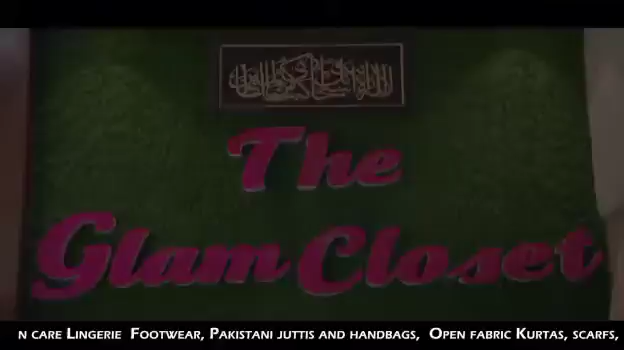 The
Glam Closet
N CARE LINGERIE FOOTWEAR, PAKISTANI JUTTIS AND HANDBAGS, OPEN FABRIC KURTAS, SCARFS,